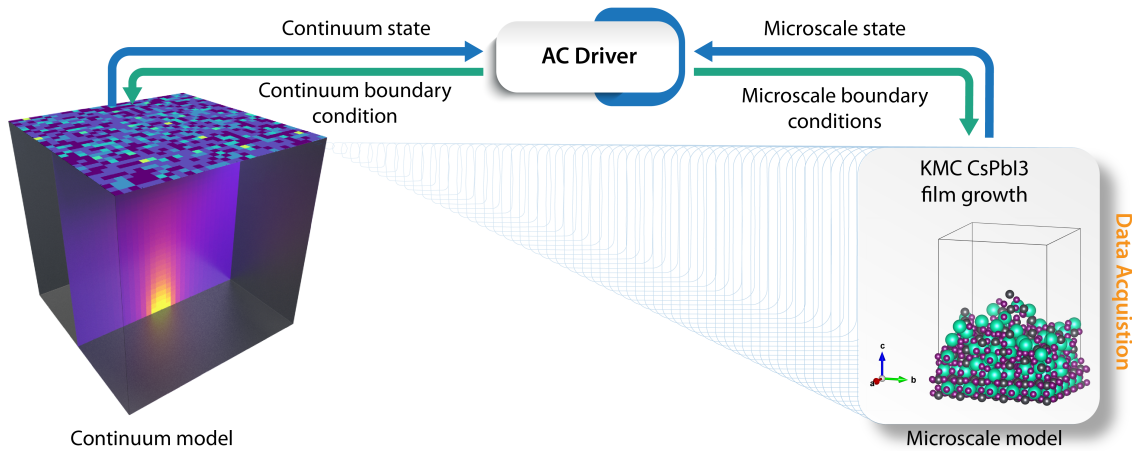 Continuum state
AC Driver
Microscale state
Continuum boundary
condition
Microscale boundary
conditions
KMC CsPbI3
film growth
Data Acquistion
c
a
b
Continuum model
Microscale model